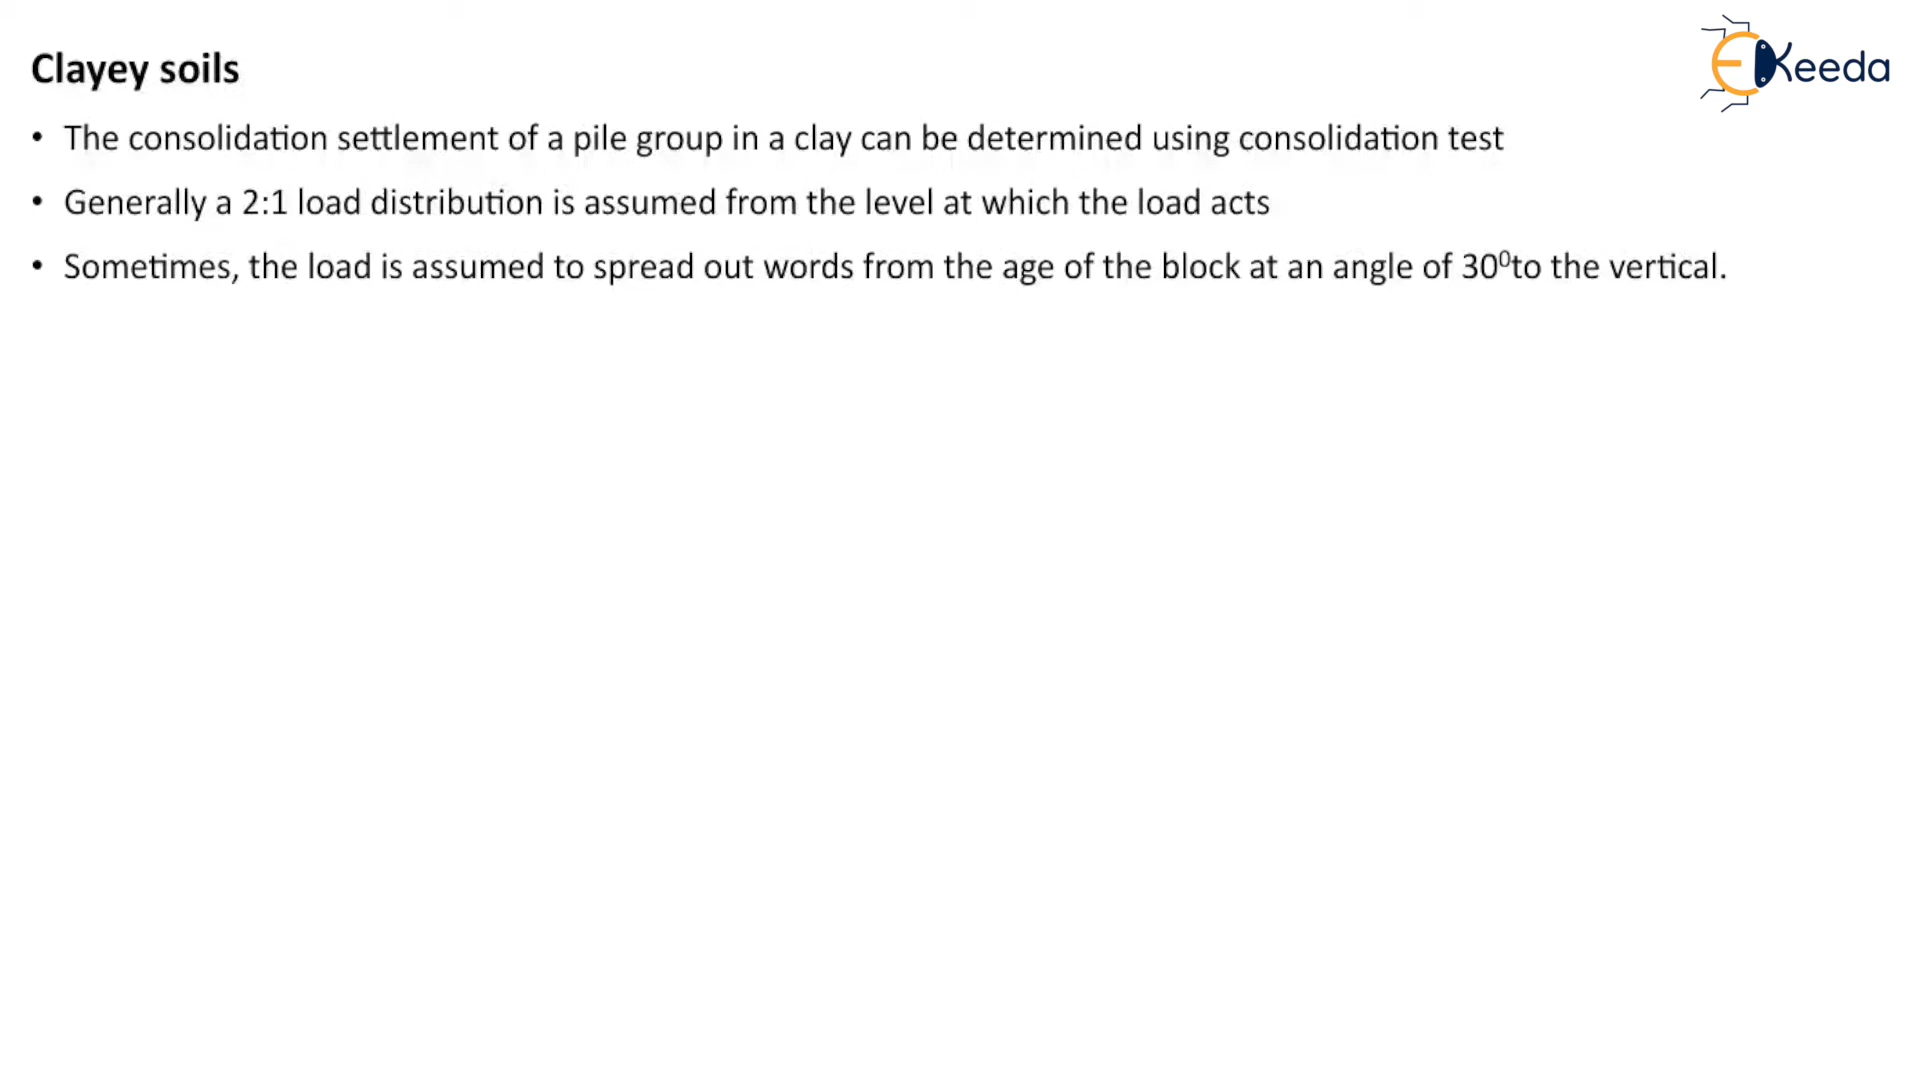 EKeeda
Clayey soils
• The consolidation settlement of a pile group in a clay can be determined using consolidation test
• Generally a 2:1 load distribution is assumed from the level at which the load acts
• Sometimes, the load is assumed to spread out words from the age of the block at an angle of 30⁰to the vertical.